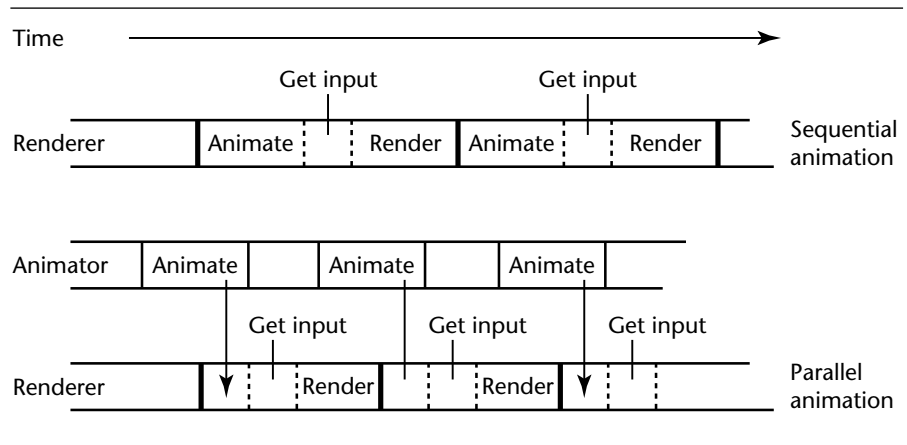 Time
Get input
Get input
Renderer
Animate
Render
Animate
Render
Sequential
animation
Animator
Animate
Animate
Animate
Get input
Get input
Get input
Renderer
Render
Render
Parallel
animation